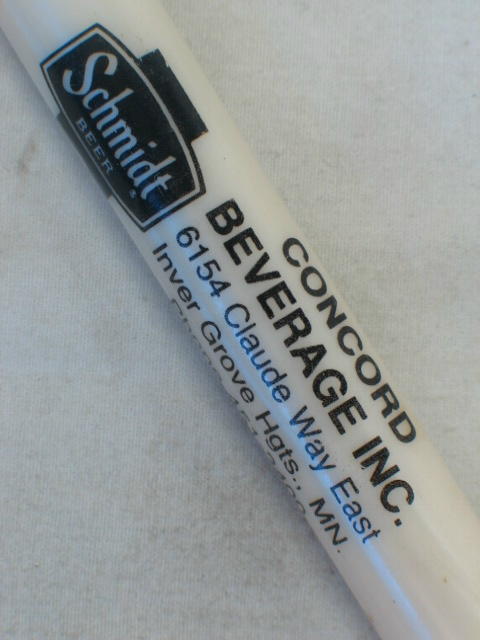 Schmidt
BEER
CONCORD
BEVERAGE INC.
6154 Claude Way East
Inver Grove Hgts., MN.